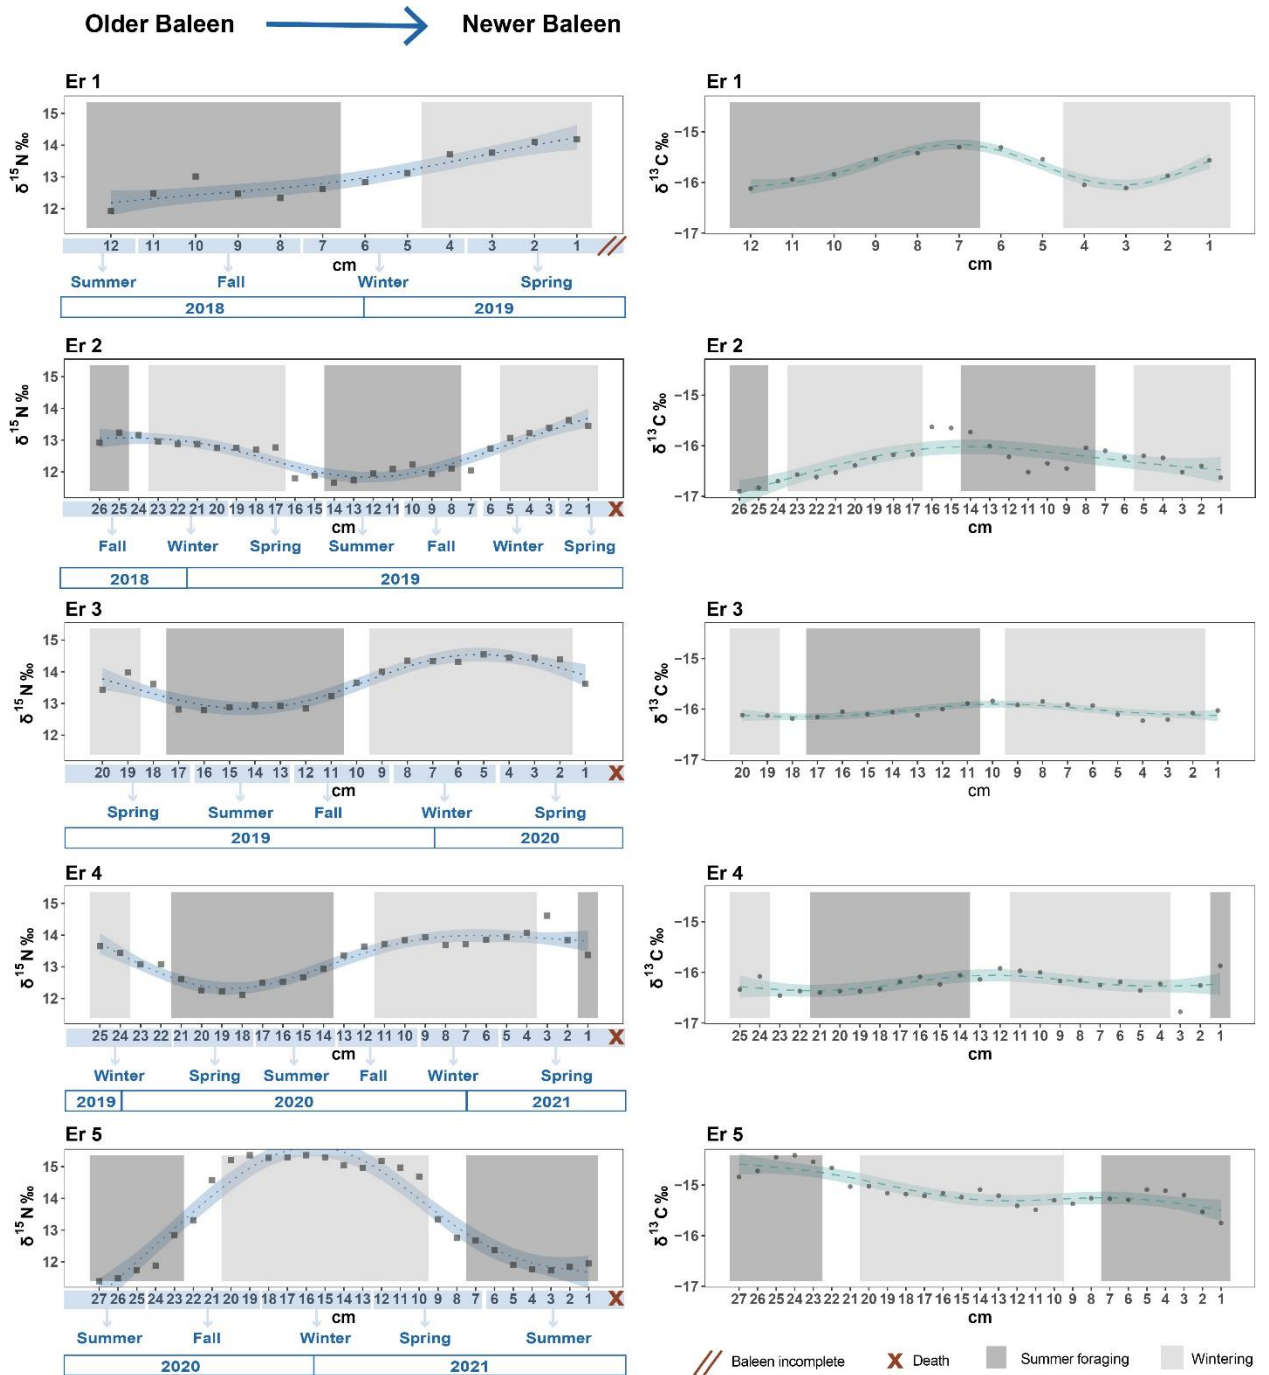 Older Baleen Newer Baleen
Er 1
15
14
13
12
δ 15 N ‰
12 11 10 9 8 7 6 5 4 3 2 1
cm
Summer Fall Winter Spring
2018 2019
Er 1
−15
−16
−17
δ 13 C ‰
12 11 10 9 8 7 6 5 4 3 2 1
cm
Er 2
15
14
13
12
δ 15 N ‰
26 25 24 23 22 21 20 19 18 17 16 15 14 13 12 11 10 9 8 7 6 5 4 3 2 1 X
cm
Fall Winter Spring Summer Fall Winter Spring
2018 2019
Er 2
−15
−16
−17
δ 13 C ‰
26 25 24 23 22 21 20 19 18 17 16 15 14 13 12 11 10 9 8 7 6 5 4 3 2 1
cm
Er 3
15
14
13
12
δ 15 N ‰
20 19 18 17 16 15 14 13 12 11 10 9 8 7 6 5 4 3 2 1 X
cm
Spring Summer Fall Winter Spring
2019 2020
Er 3
−15
−16
−17
δ 13 C ‰
20 19 18 17 16 15 14 13 12 11 10 9 8 7 6 5 4 3 2 1
cm
Er 4
15
14
13
12
δ 15 N ‰
25 24 23 22 21 20 19 18 17 16 15 14 13 12 11 10 9 8 7 6 5 4 3 2 1 X
cm
Winter Spring Summer Fall Winter Spring
2019 2020 2021
Er 4
−15
−16
−17
δ 13 C ‰
25 24 23 22 21 20 19 18 17 16 15 14 13 12 11 10 9 8 7 6 5 4 3 2 1
cm
Er 5
15
14
13
12
δ 15 N ‰
27 26 25 24 23 22 21 20 19 18 17 16 15 14 13 12 11 10 9 8 7 6 5 4 3 2 1 X
cm
Summer Fall Winter Spring Summer
2020 2021
Er 5
−15
−16
−17
δ 13 C ‰
27 26 25 24 23 22 21 20 19 18 17 16 15 14 13 12 11 10 9 8 7 6 5 4 3 2 1
cm
// Baleen incomplete X Death Summer foraging Wintering